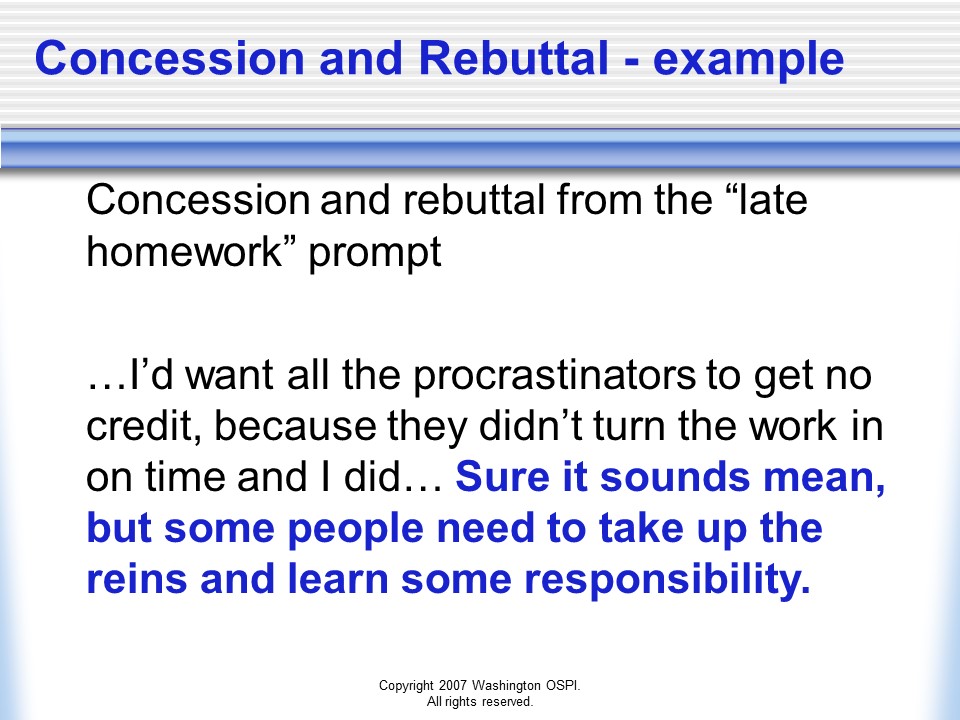 Concession and Rebuttal - example
Concession and rebuttal from the “late
homework” prompt
…I’d want all the procrastinators to get no
credit, because they didn’t turn the work in
on time and I did… Sure it sounds mean,
but some people need to take up the
reins and learn some responsibility.
Copyright 2007 Washington OSPI.
All rights reserved.